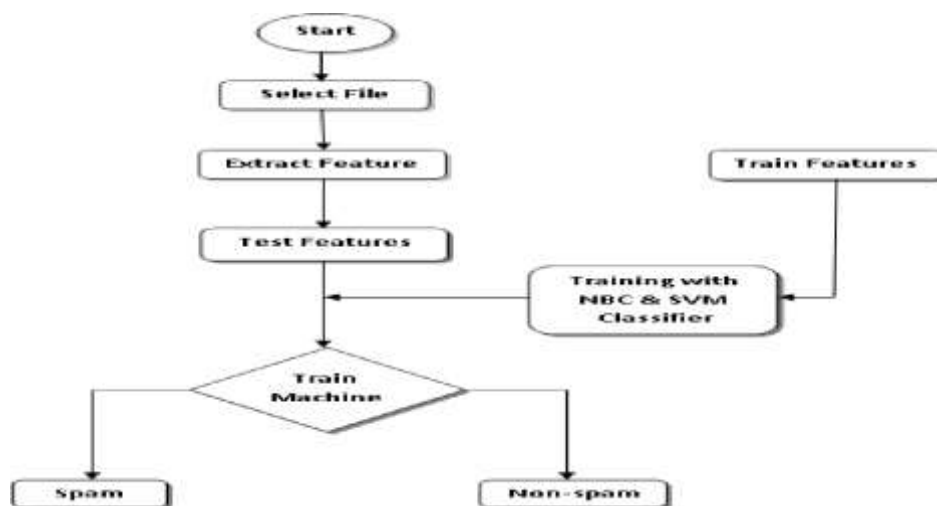 Start
Select File
Extract Feature
Train Features
Test Features
Training with
NBC & SVM
Classifier
Train
Machine
Spam
Non-spam